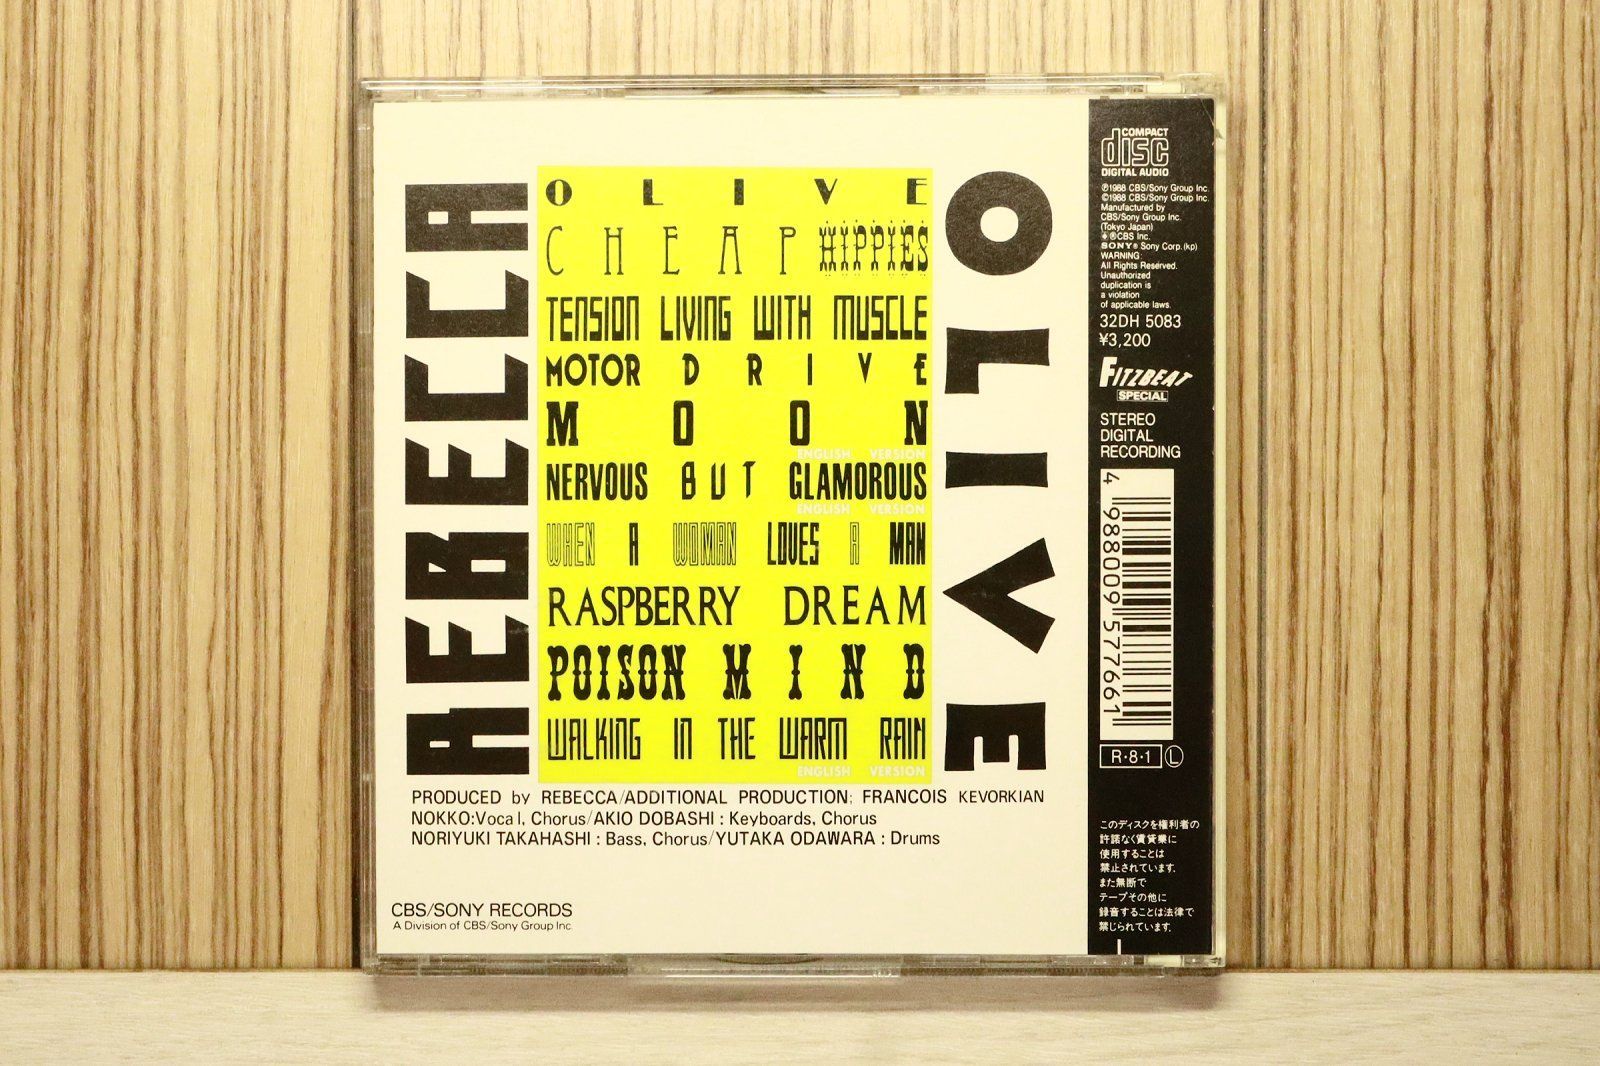 REBECCA
OLIVE
CHEAP HIPPIES
TENSION LIVING WITH MUSCLE
MOTOR DRIVE
MOON
ENGLISH VERSION
NERVOUS BUT GLAMOROUS
ENGLISH VERSION
WHEN A WOMAN LOVES A MAN
RASPBERRY DREAM
POISON MIND
WALKING IN THE WARM RAIN
ENGLISH VERSION
OLIVE
PRODUCED by REBECCA/ADDITIONAL PRODUCTION: FRANCOIS KEVORKIAN
NOKKO:Vocal, Chorus/AKIO DOBASHI : Keyboards, Chorus
NORIYUKI TAKAHASHI : Bass, Chorus/YUTAKA ODAWARA : Drums
CBS/SONY RECORDS
A Division of CBS/Sony Group Inc.
COMPACT
disc
DIGITAL AUDIO
℗1988 CBS/Sony Group Inc.
©1988 CBS/Sony Group Inc.
Manufactured by
CBS/Sony Group Inc.
(Tokyo Japan)
®CBS Inc.
SONY® Sony Corp.(kp)
WARNING:
All Rights Reserved.
Unauthorized
duplication is
a violation
of applicable laws.
32DH 5083
¥3,200
FITZBEAT
SPECIAL
STEREO
DIGITAL
RECORDING
4 988009 577661
R・8・1 Ⓛ
このディスクを権利者の
許諾なく賃貸業に
使用することは
禁止されています。
また無断で
テープその他に
録音することは法律で
禁じられています。